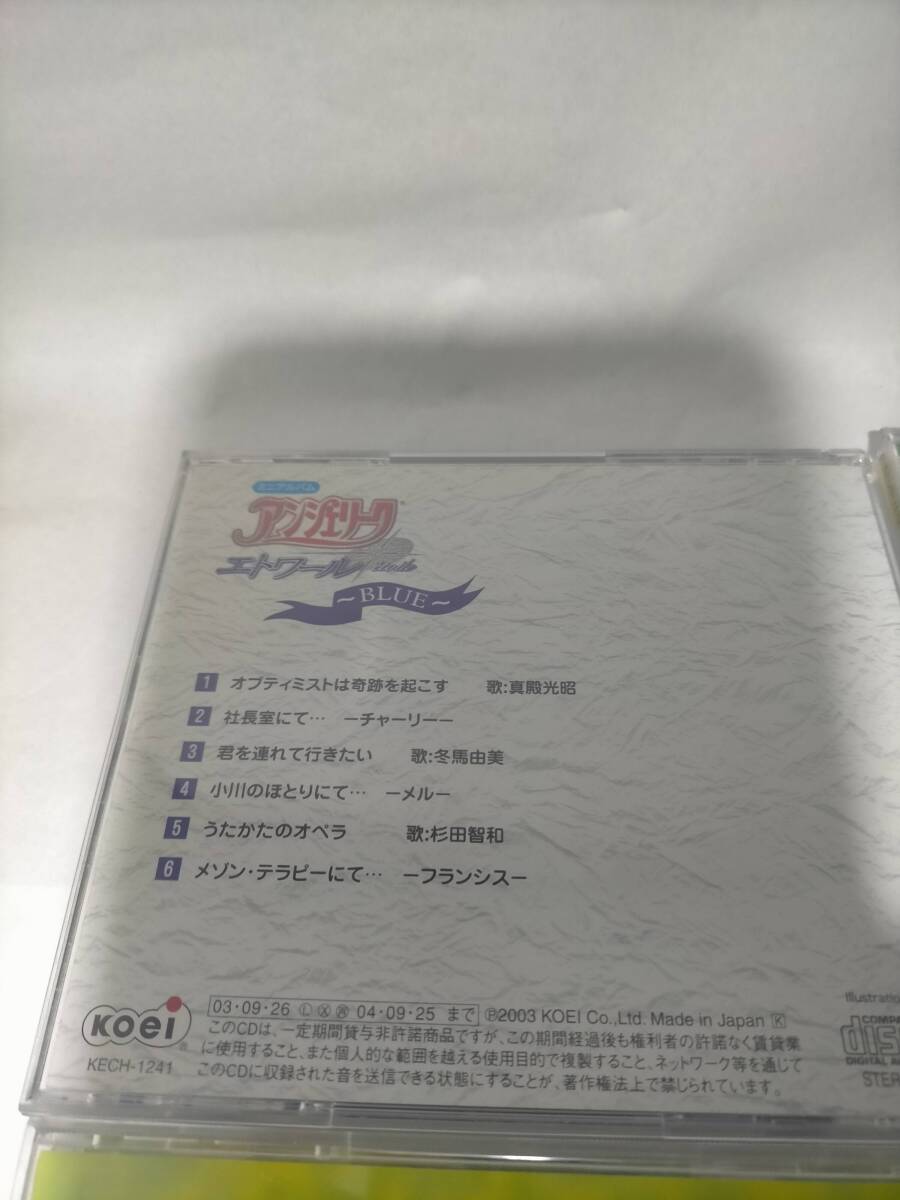 ミニアルバム
アンジェリーク
エトワール
～BLUE～
1 オプティミストは奇跡を起こす 歌:真殿光昭
2 社長室にて… ーチャーリーー
3 君を連れて行きたい 歌:冬馬由美
4 小川のほとりにて… ーメルー
5 うたかたのオペラ 歌:杉田智和
6 メゾン・テラピーにて… ーフランシスー
KOEI
®
KECH-1241
03・09・26 Ⓛ Ⓧ 04・09・25 まで ℗2003 KOEI Co.,Ltd. Made in Japan K
このCDは、一定期間貸与非許諾商品ですが、この期間経過後も権利者の許諾なく賃貸業
に使用すること、また個人的な範囲を越える使用目的で複製すること、ネットワーク等を通じて
このCDに収録された音を送信できる状態にすることが、著作権法上で禁じられています。
Illustration
COMPA
disc
DIGITAL A
STER